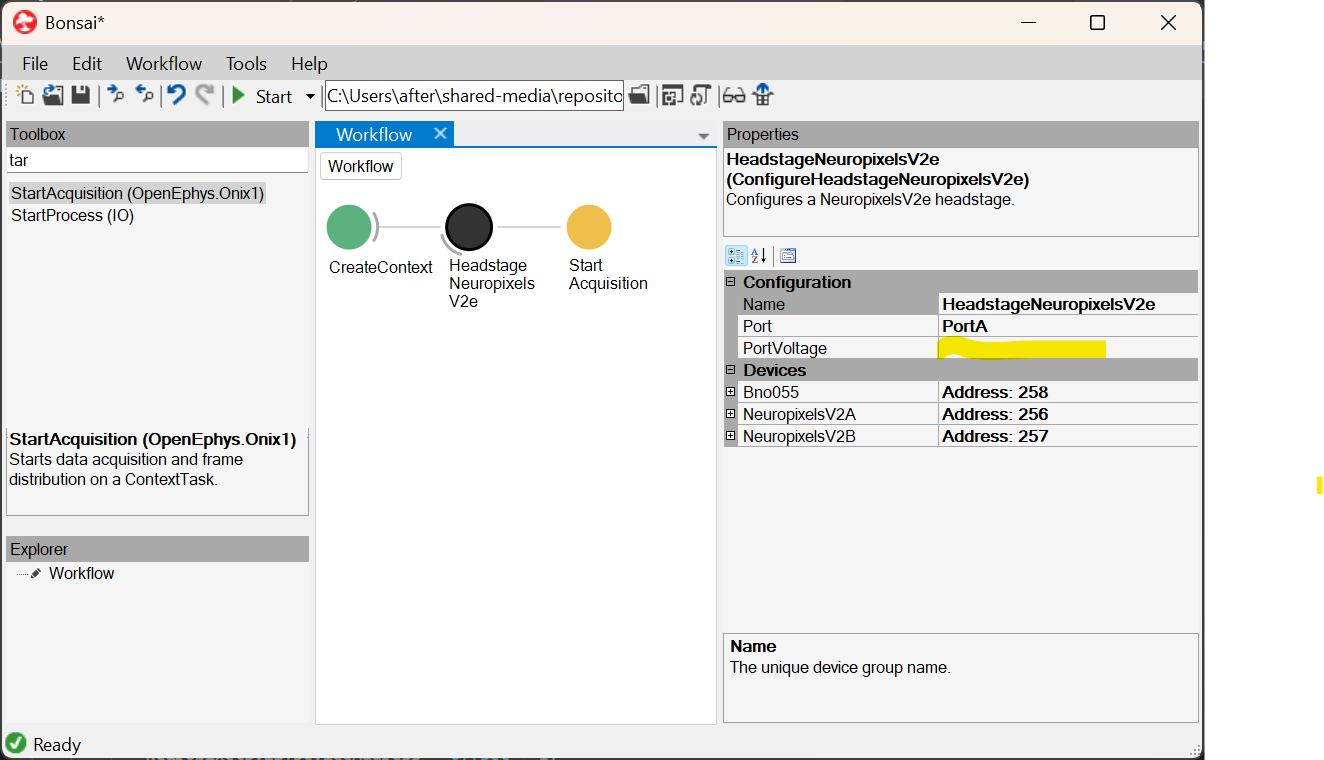 Bonsai*
File Edit Workflow Tools Help
Start C:\Users\after\shared-media\reposito
Toolbox
tar
StartAcquisition (OpenEphys.Onix1)
StartProcess (IO)
StartAcquisition (OpenEphys.Onix1)
Starts data acquisition and frame
distribution on a ContextTask.
Explorer
Workflow
Workflow
Workflow
CreateContext
Headstage
Neuropixels
V2e
Start
Acquisition
Properties
HeadstageNeuropixelsV2e
(ConfigureHeadstageNeuropixelsV2e)
Configures a NeuropixelsV2e headstage.
Configuration
Name HeadstageNeuropixelsV2e
Port PortA
PortVoltage
Devices
Bno055 Address: 258
NeuropixelsV2A Address: 256
NeuropixelsV2B Address: 257
Name
The unique device group name.
Ready